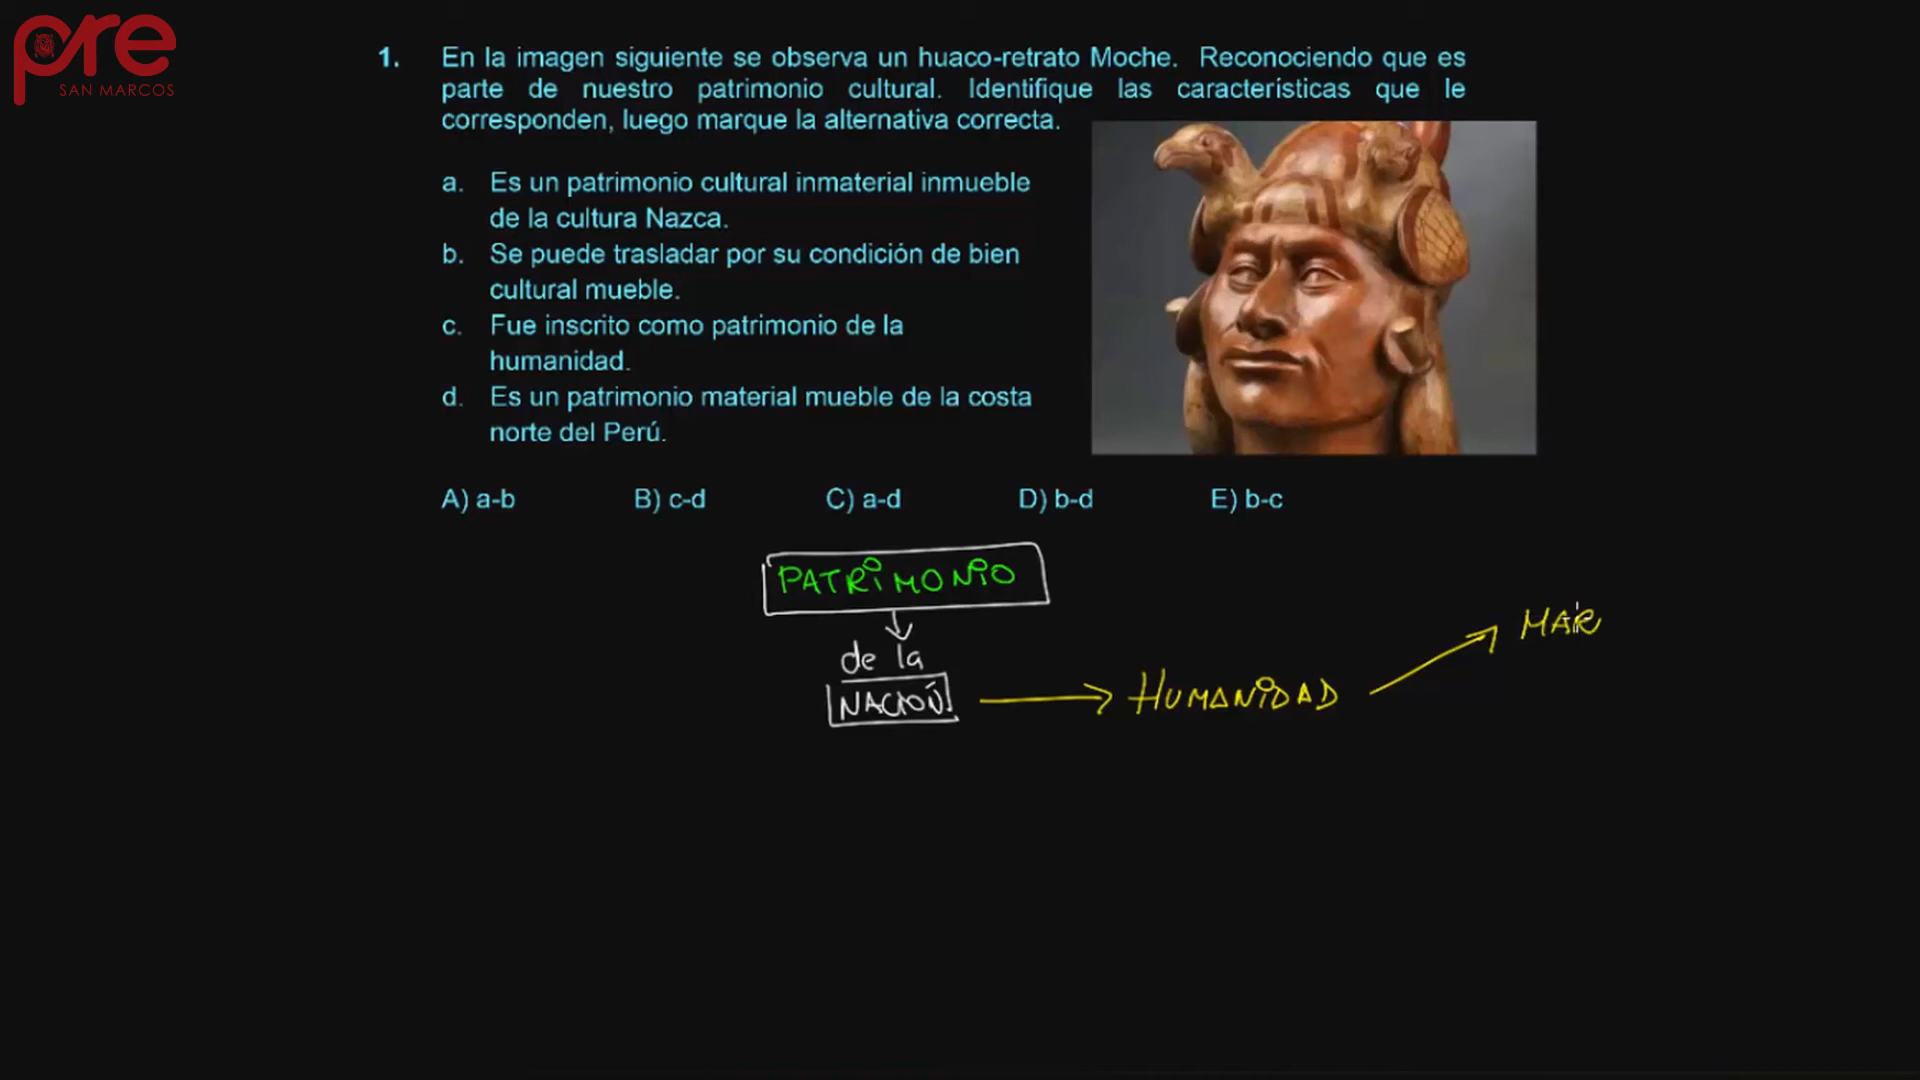 pre
SAN MARCOS
1. En la imagen siguiente se observa un huaco-retrato Moche. Reconociendo que es
parte de nuestro patrimonio cultural. Identifique las características que le
corresponden, luego marque la alternativa correcta.
a. Es un patrimonio cultural inmaterial inmueble
de la cultura Nazca.
b. Se puede trasladar por su condición de bien
cultural mueble.
c. Fue inscrito como patrimonio de la
humanidad.
d. Es un patrimonio material mueble de la costa
norte del Perú.
A) a-b B) c-d C) a-d D) b-d E) b-c
PATRIMONIO
de la
NACIÓN
HUMANIDAD
MAR